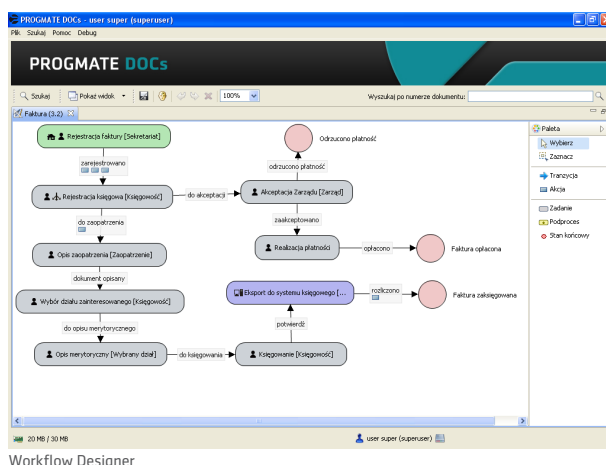 PROGMATE DOCs - user super (superuser)
Plik Szukaj Pomoc Debug
PROGMATE DOCs
Szukaj Pokaż widok 100% Wyszukaj po numerze dokumentu:
Faktura (3.2)
Rejestracja faktury [Sekretariat]
Odrzucono płatność
zarejestrowano
odrzucono płatność
Rejestracja księgowa [Księgowość]
do akceptacji
Akceptacja Zarządu [Zarząd]
do zaopatrzenia
zaakceptowano
Opis zaopatrzenia [Zaopatrzenie]
Realizacja płatności
opłacono
Faktura opłacona
dokument opisany
Wybór działu zainteresowanego [Księgowość]
Eksport do systemu księgowego [...
rozliczono
Faktura zaksięgowana
do opisu merytorycznego
potwierdź
Opis merytoryczny [Wybrany dział]
do księgowania
Księgowanie [Księgowość]
Paleta
Wybierz
Zaznacz
Tranzycja
Akcja
Zadanie
Podproces
Stan końcowy
20 MB / 30 MB
user super (superuser)
Workflow Designer